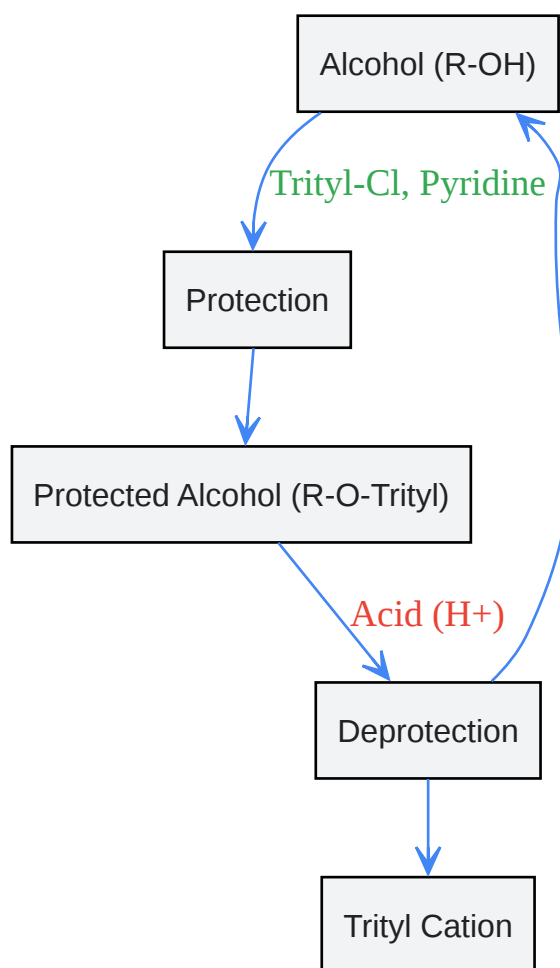 Alcohol (R-OH)
Trityl-Cl, Pyridine
Protection
Protected Alcohol (R-O-Trityl)
Acid (H+)
Deprotection
Trityl Cation